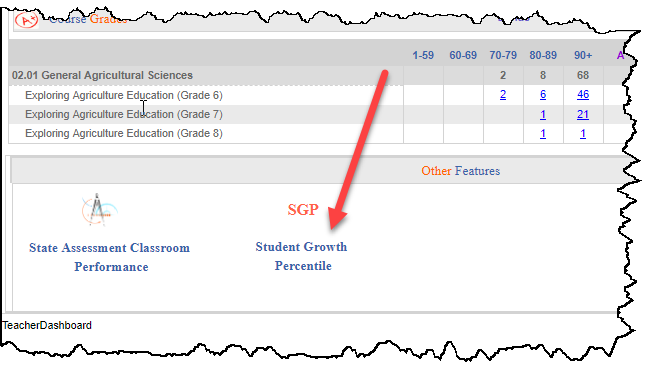 Course Grades
1-59 60-69 70-79 80-89 90+ A
02.01 General Agricultural Sciences 2 8 68
Exploring Agriculture Education (Grade 6) 2 6 46
Exploring Agriculture Education (Grade 7) 1 21
Exploring Agriculture Education (Grade 8) 1 1
Other Features
SGP
State Assessment Classroom
Performance
Student Growth
Percentile
TeacherDashboard